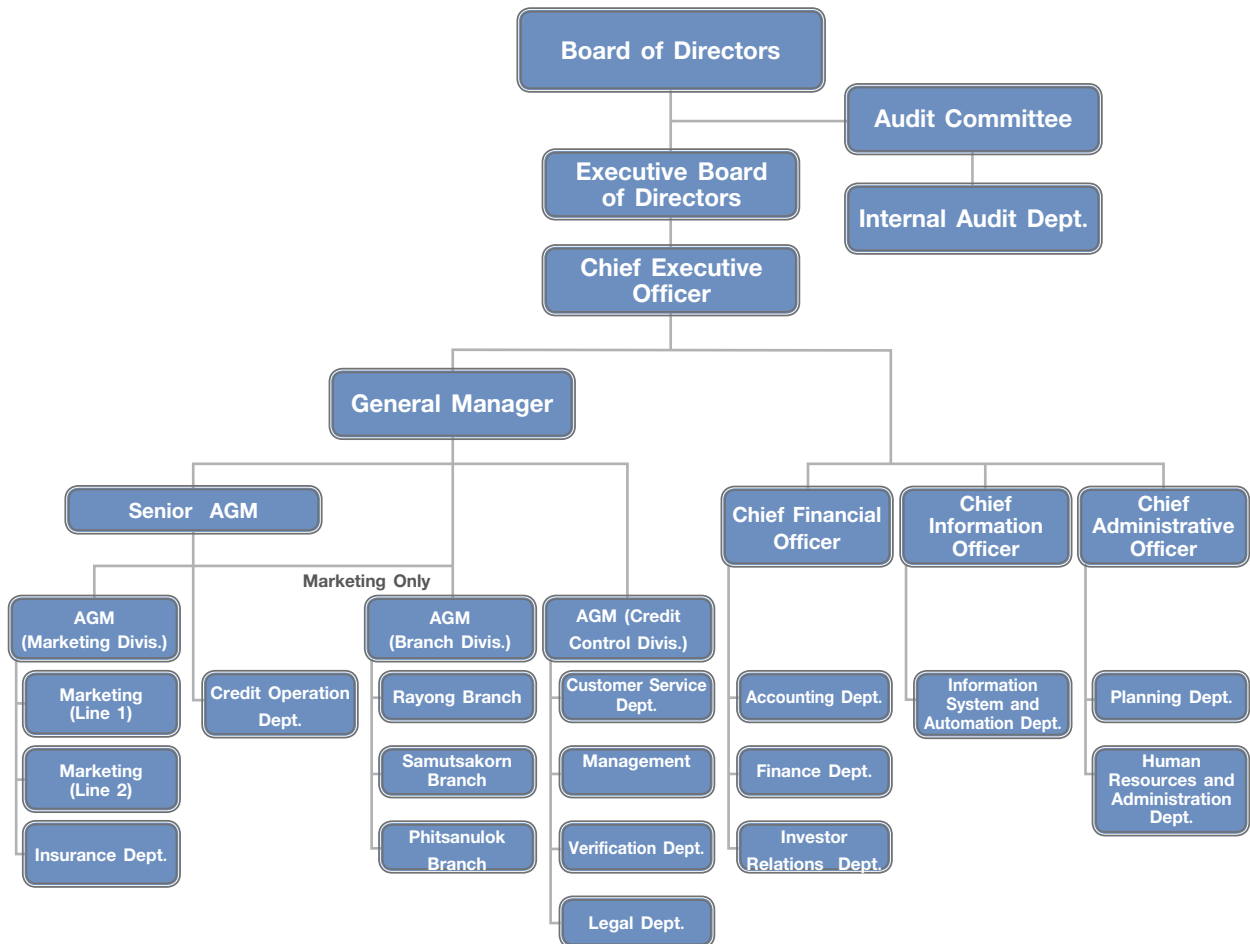 Board of Directors
Audit Committee
Executive Board
of Directors
Internal Audit Dept.
Chief Executive
Officer
General Manager
Senior AGM
Chief Financial
Officer
Chief
Information
Officer
Chief
Administrative
Officer
Marketing Only
AGM
(Marketing Divis.)
AGM
(Branch Divis.)
AGM (Credit
Control Divis.)
Marketing
(Line 1)
Credit Operation
Dept.
Rayong Branch
Customer Service
Dept.
Accounting Dept.
Information
System and
Automation Dept.
Planning Dept.
Marketing
(Line 2)
Samutsakorn
Branch
Management
Finance Dept.
Human
Resources and
Administration
Dept.
Insurance Dept.
Phitsanulok
Branch
Verification Dept.
Investor
Relations Dept.
Legal Dept.